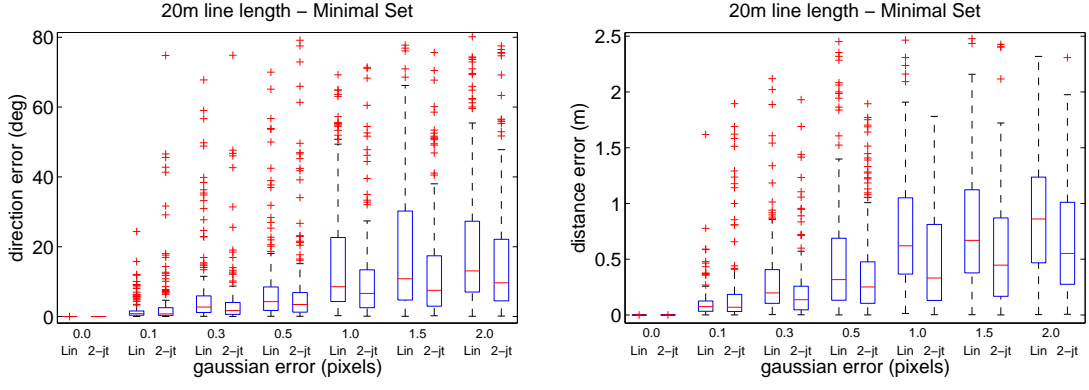 20m line length − Minimal Set
direction error (deg)
80
60
40
20
0
0.0 0.1 0.3 0.5 1.0 1.5 2.0
Lin 2−jt Lin 2−jt Lin 2−jt Lin 2−jt Lin 2−jt Lin 2−jt Lin 2−jt
gaussian error (pixels)
20m line length − Minimal Set
distance error (m)
2.5
2
1.5
1
0.5
0
0.0 0.1 0.3 0.5 1.0 1.5 2.0
Lin 2−jt Lin 2−jt Lin 2−jt Lin 2−jt Lin 2−jt Lin 2−jt Lin 2−jt
gaussian error (pixels)